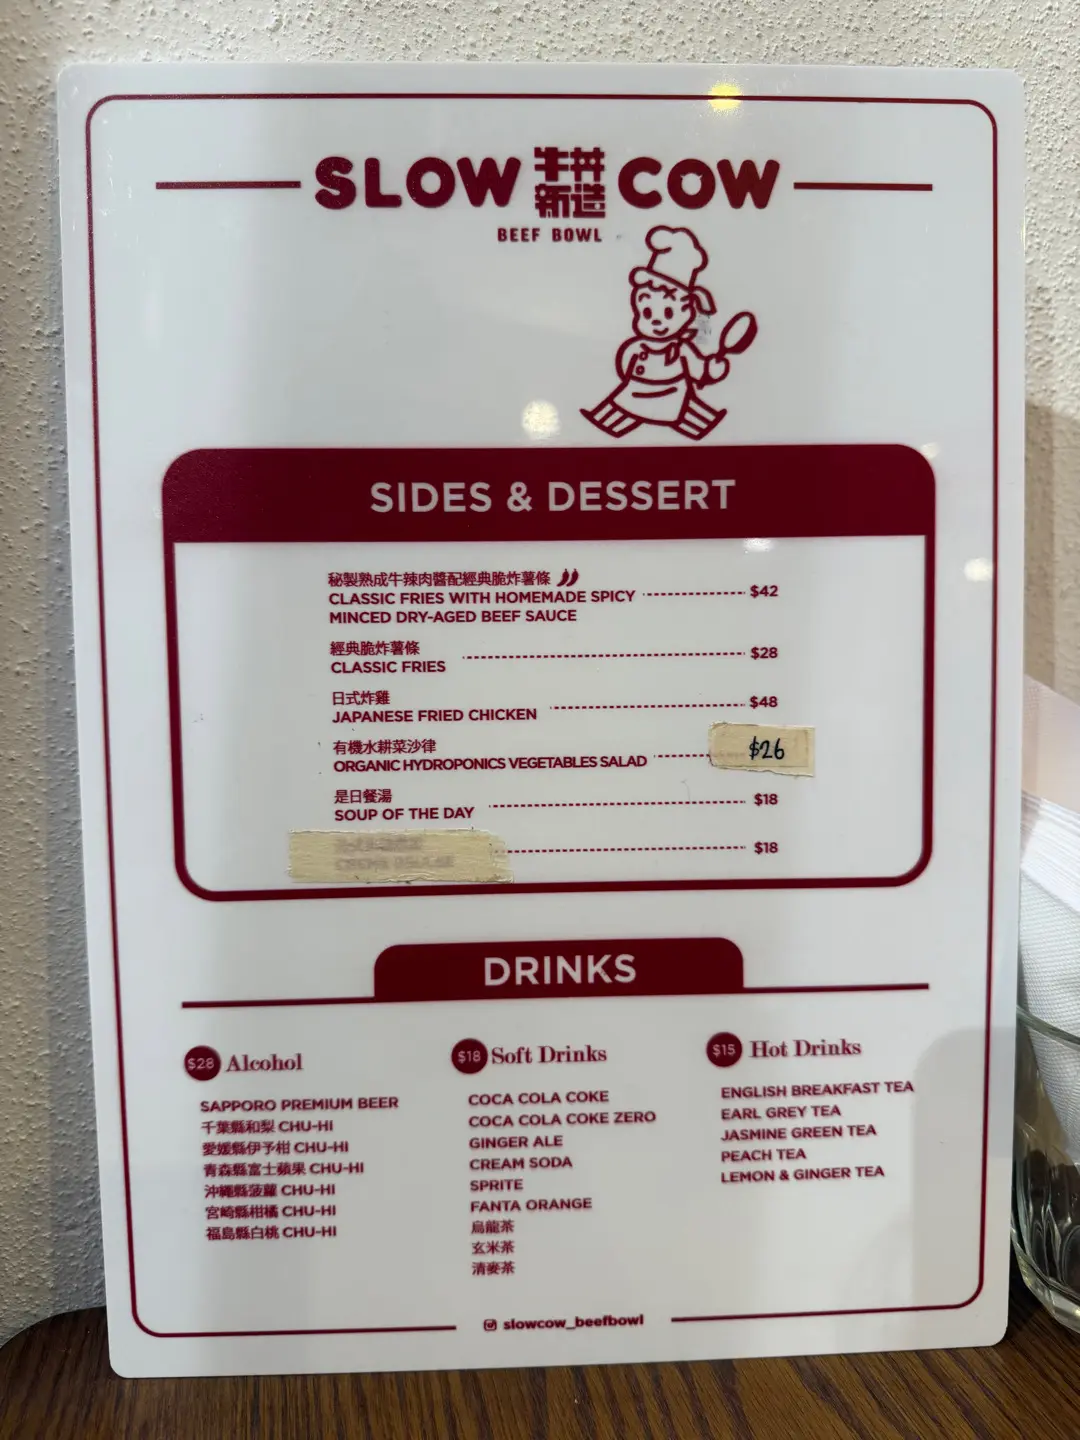 SLOW 牛丼 COW
新造
BEEF BOWL
SIDES & DESSERT
秘製熟成牛辣肉醬配經典脆炸薯條
CLASSIC FRIES WITH HOMEMADE SPICY $42
MINCED DRY-AGED BEEF SAUCE
經典脆炸薯條
CLASSIC FRIES $28
日式炸雞
JAPANESE FRIED CHICKEN $48
有機水耕菜沙律
ORGANIC HYDROPONICS VEGETABLES SALAD $26
是日餐湯
SOUP OF THE DAY $18
$18
DRINKS
$28 Alcohol
SAPPORO PREMIUM BEER
千葉縣和梨 CHU-HI
愛媛縣伊予柑 CHU-HI
青森縣富士蘋果 CHU-HI
沖繩縣菠蘿 CHU-HI
宮崎縣柑橘 CHU-HI
福島縣白桃 CHU-HI
$18 Soft Drinks
COCA COLA COKE
COCA COLA COKE ZERO
GINGER ALE
CREAM SODA
SPRITE
FANTA ORANGE
烏龍茶
玄米茶
清麥茶
$15 Hot Drinks
ENGLISH BREAKFAST TEA
EARL GREY TEA
JASMINE GREEN TEA
PEACH TEA
LEMON & GINGER TEA
slowcow_beefbowl